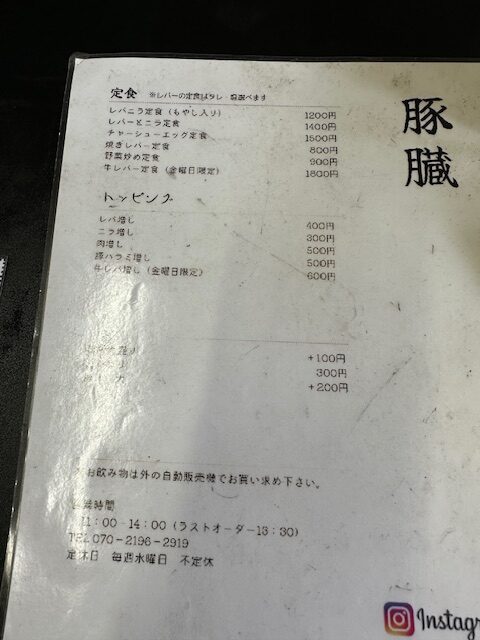 定食 ※レバーの定食はタレ・塩選べます
レバニラ定食（もやし入り） 1200円
レバーとニラ定食 1400円
チャーシューエッグ定食 1500円
焼きレバー定食 800円
野菜炒め定食 900円
牛レバー定食（金曜日限定） 1800円
トッピング
レバ増し 400円
ニラ増し 300円
肉増し 500円
豚ハラミ増し 500円
牛レバ増し（金曜日限定） 600円
+100円
300円
+200円
お飲み物は外の自動販売機でお買い求め下さい。
営業時間
11:00-14:00（ラストオーダー13:30）
TEL 070-2196-2919
定休日 毎週水曜日 不定休
豚臓